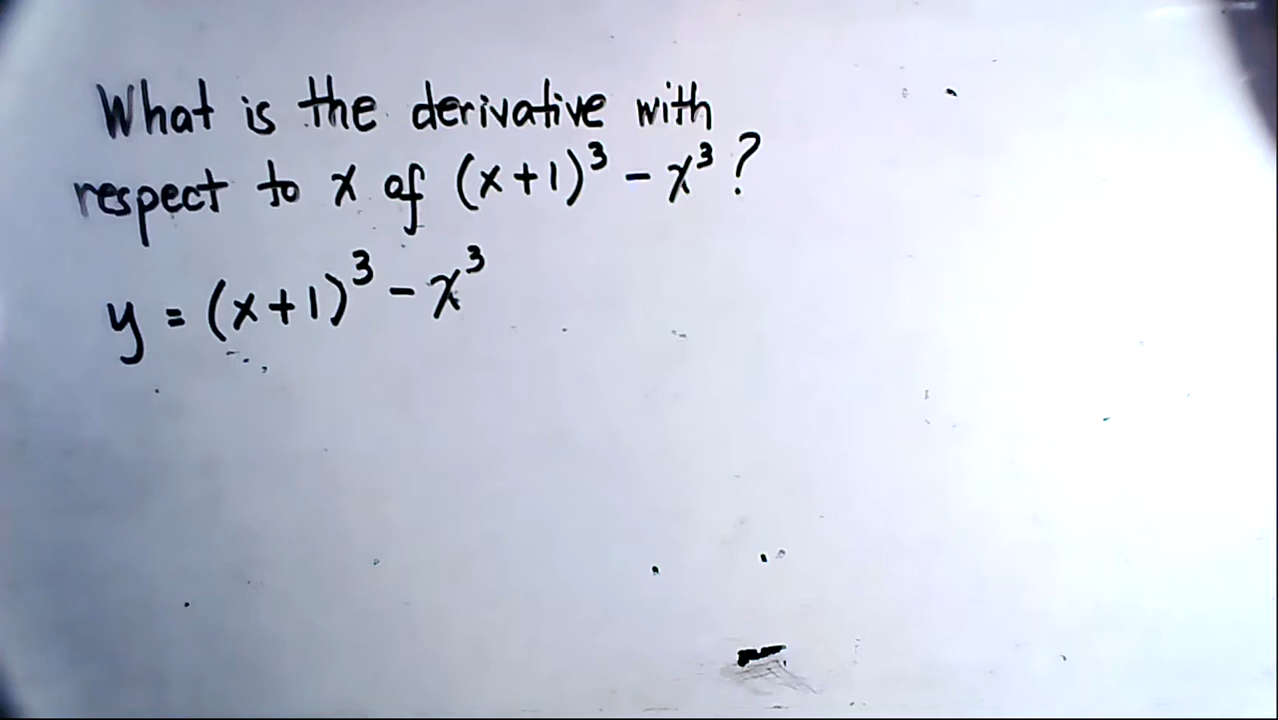 What is the derivative with
respect to x of (x+1)³ - x³?
y = (x+1)³ - x³